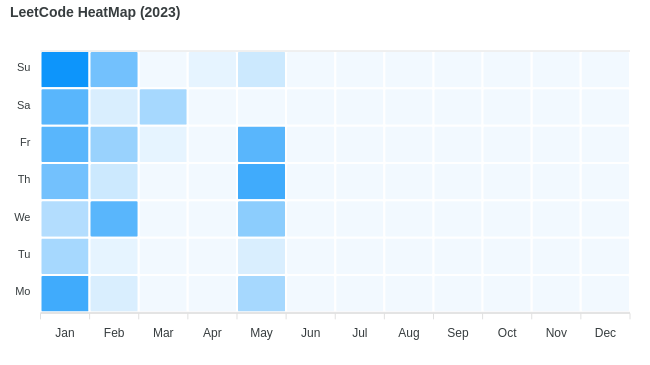 LeetCode HeatMap (2023)
Su
Sa
Fr
Th
We
Tu
Mo
Jan Feb Mar Apr May Jun Jul Aug Sep Oct Nov Dec